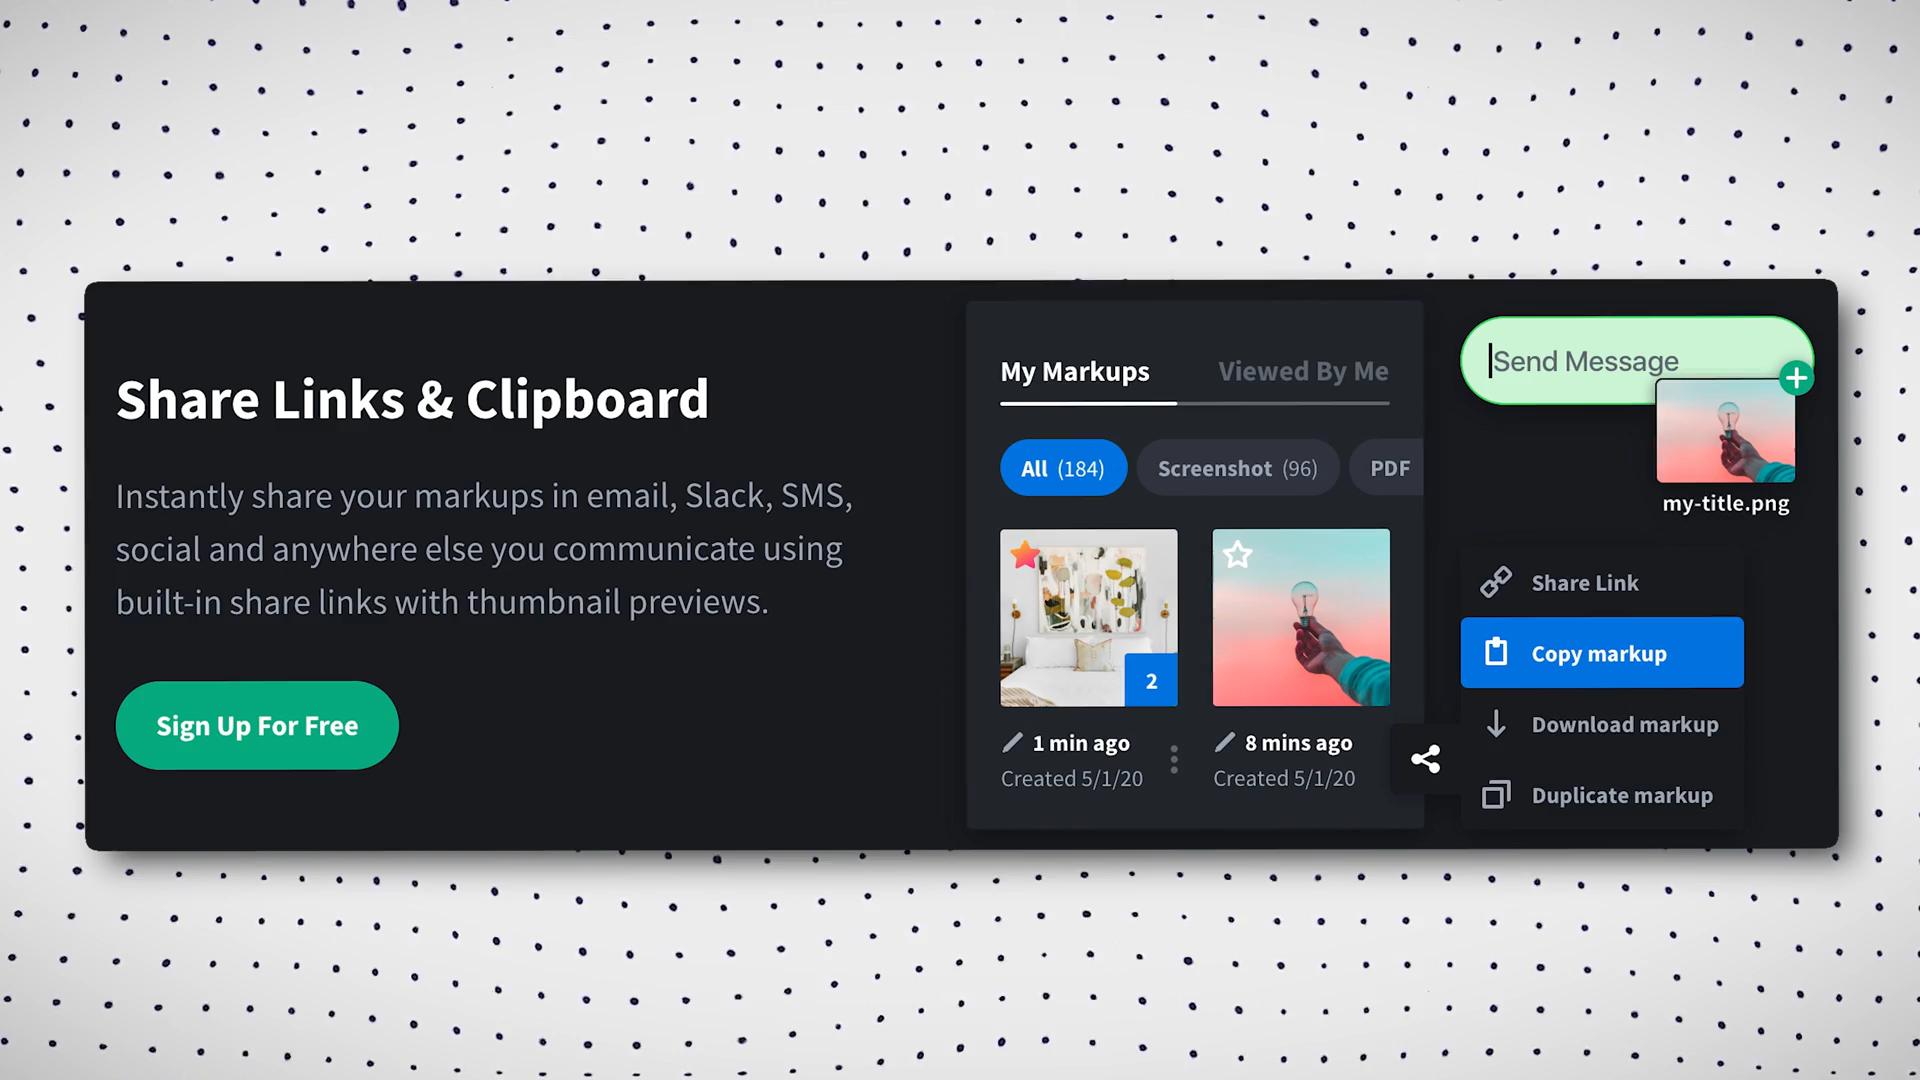 Share Links & Clipboard
Instantly share your markups in email, Slack, SMS,
social and anywhere else you communicate using
built-in share links with thumbnail previews.
Sign Up For Free
My Markups
Viewed By Me
All (184)
Screenshot (96)
PDF
2
1 min ago
Created 5/1/20
8 mins ago
Created 5/1/20
Send Message
my-title.png
Share Link
Copy markup
Download markup
Duplicate markup